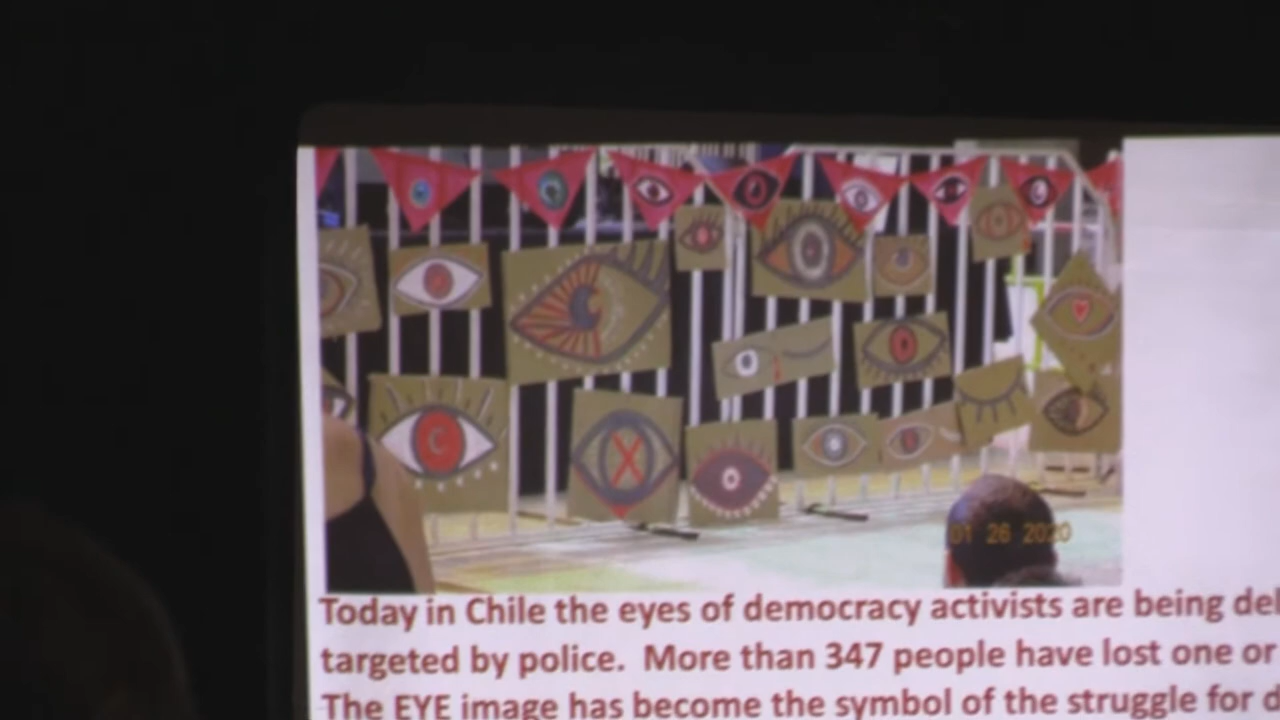 01 26 2020
Today in Chile the eyes of democracy activists are being
targeted by police. More than 347 people have lost one or
The EYE image has become the symbol of the struggle for